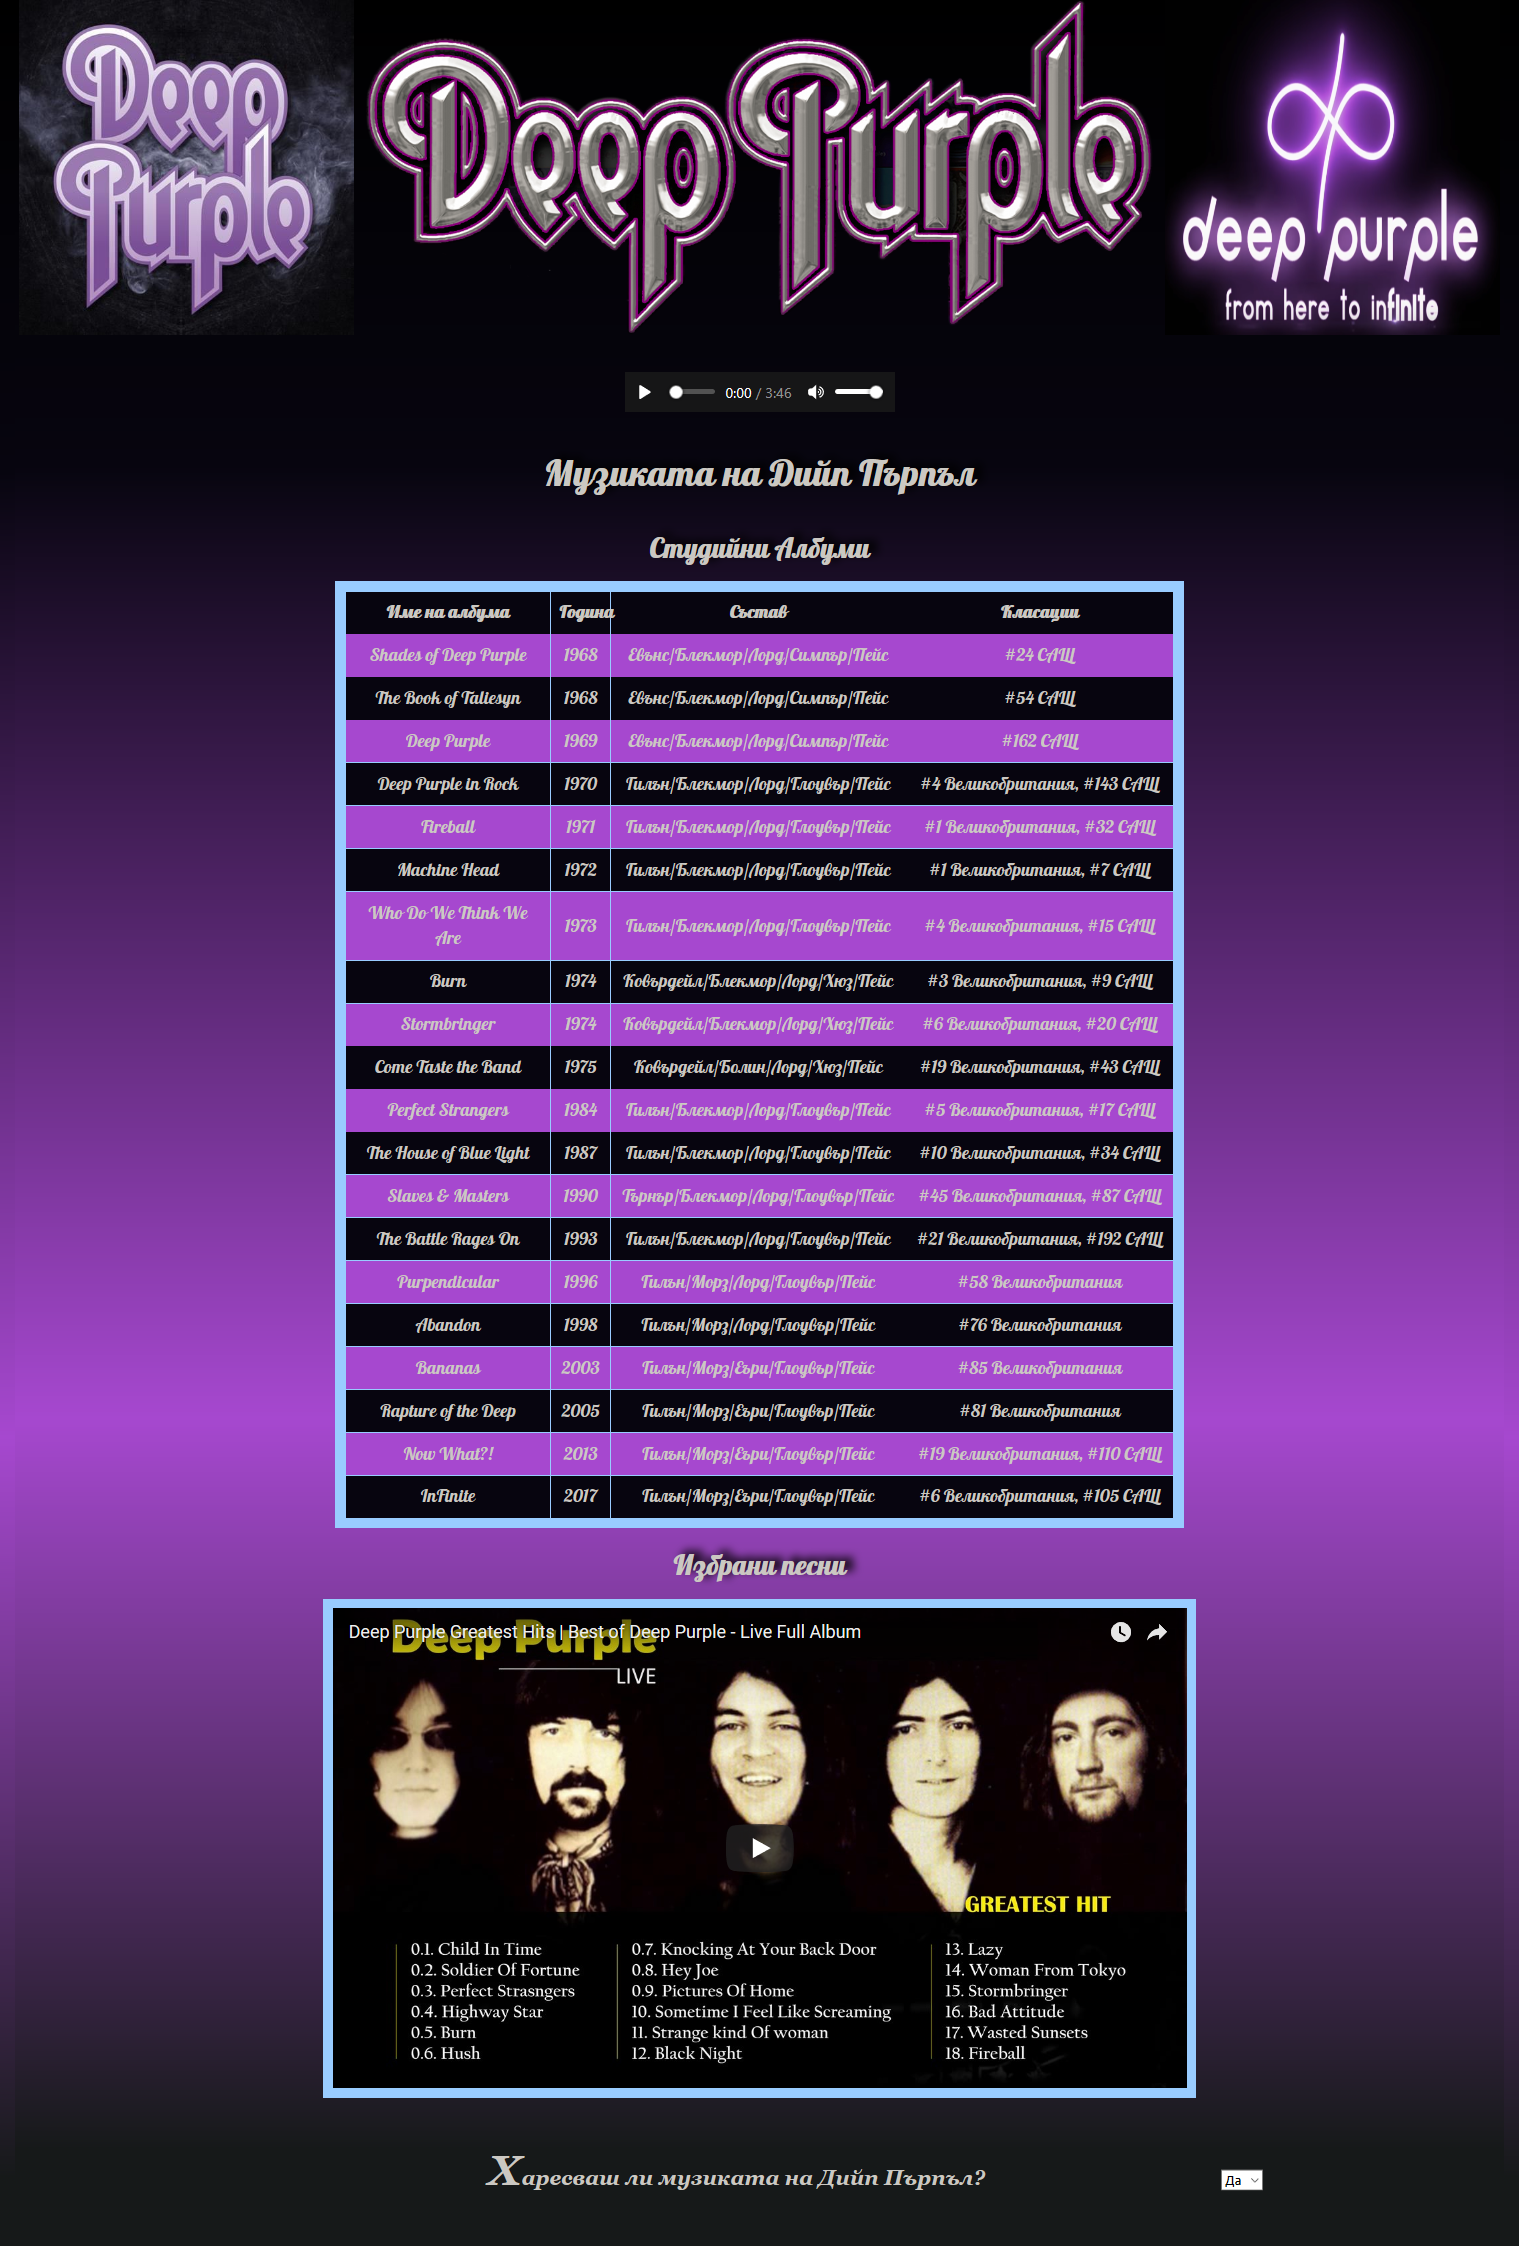 Deep
Purple
Deep Purple
deep purple
from here to infinite
0:00 / 3:46
Музиката на Дийп Пърпъл
Студийни Албуми
Име на албума Година Състав Класации
Shades of Deep Purple 1968 Евънс/Блекмор/Лорд/Симпър/Пейс #24 САЩ
The Book of Taliesyn 1968 Евънс/Блекмор/Лорд/Симпър/Пейс #54 САЩ
Deep Purple 1969 Евънс/Блекмор/Лорд/Симпър/Пейс #162 САЩ
Deep Purple in Rock 1970 Гилън/Блекмор/Лорд/Глоувър/Пейс #4 Великобритания, #143 САЩ
Fireball 1971 Гилън/Блекмор/Лорд/Глоувър/Пейс #1 Великобритания, #32 САЩ
Machine Head 1972 Гилън/Блекмор/Лорд/Глоувър/Пейс #1 Великобритания, #7 САЩ
Who Do We Think We
Are 1973 Гилън/Блекмор/Лорд/Глоувър/Пейс #4 Великобритания, #15 САЩ
Burn 1974 Ковърдейл/Блекмор/Лорд/Хюз/Пейс #3 Великобритания, #9 САЩ
Stormbringer 1974 Ковърдейл/Блекмор/Лорд/Хюз/Пейс #6 Великобритания, #20 САЩ
Come Taste the Band 1975 Ковърдейл/Болин/Лорд/Хюз/Пейс #19 Великобритания, #43 САЩ
Perfect Strangers 1984 Гилън/Блекмор/Лорд/Глоувър/Пейс #5 Великобритания, #17 САЩ
The House of Blue Light 1987 Гилън/Блекмор/Лорд/Глоувър/Пейс #10 Великобритания, #34 САЩ
Slaves & Masters 1990 Търнър/Блекмор/Лорд/Глоувър/Пейс #45 Великобритания, #87 САЩ
The Battle Rages On 1993 Гилън/Блекмор/Лорд/Глоувър/Пейс #21 Великобритания, #192 САЩ
Purpendicular 1996 Гилън/Морз/Лорд/Глоувър/Пейс #58 Великобритания
Abandon 1998 Гилън/Морз/Лорд/Глоувър/Пейс #76 Великобритания
Bananas 2003 Гилън/Морз/Еъри/Глоувър/Пейс #85 Великобритания
Rapture of the Deep 2005 Гилън/Морз/Еъри/Глоувър/Пейс #81 Великобритания
Now What?! 2013 Гилън/Морз/Еъри/Глоувър/Пейс #19 Великобритания, #110 САЩ
InFinite 2017 Гилън/Морз/Еъри/Глоувър/Пейс #6 Великобритания, #105 САЩ
Избрани песни
Deep Purple Greatest Hits | Best of Deep Purple - Live Full Album
Deep Purple
LIVE
GREATEST HIT
0.1. Child In Time
0.2. Soldier Of Fortune
0.3. Perfect Strasngers
0.4. Highway Star
0.5. Burn
0.6. Hush
0.7. Knocking At Your Back Door
0.8. Hey Joe
0.9. Pictures Of Home
10. Sometime I Feel Like Screaming
11. Strange kind Of woman
12. Black Night
13. Lazy
14. Woman From Tokyo
15. Stormbringer
16. Bad Attitude
17. Wasted Sunsets
18. Fireball
Харесваш ли музиката на Дийп Пърпъл?
Да